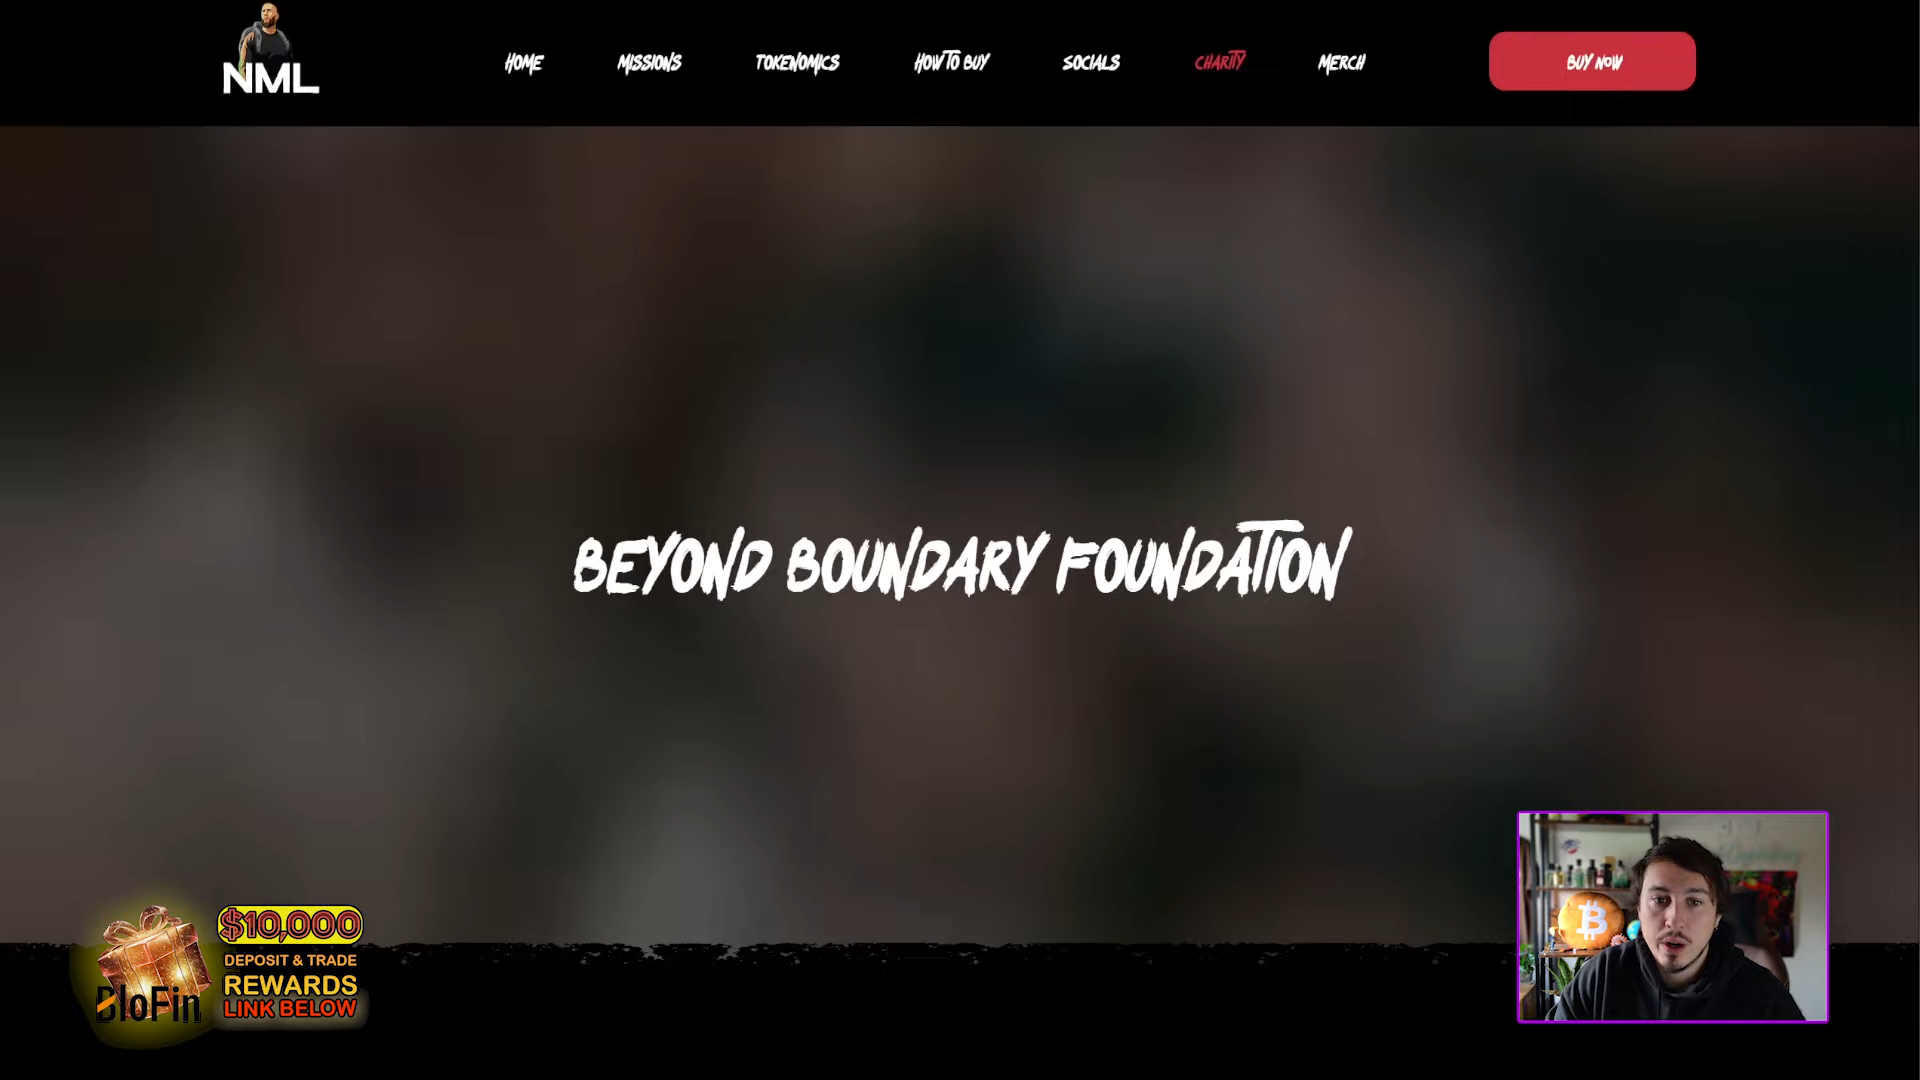 NML
HOME MISSIONS TOKENOMICS HOW TO BUY SOCIALS CHARITY MERCH BUY NOW
BEYOND BOUNDARY FOUNDATION
$10,000
DEPOSIT & TRADE
REWARDS
LINK BELOW
BloFin